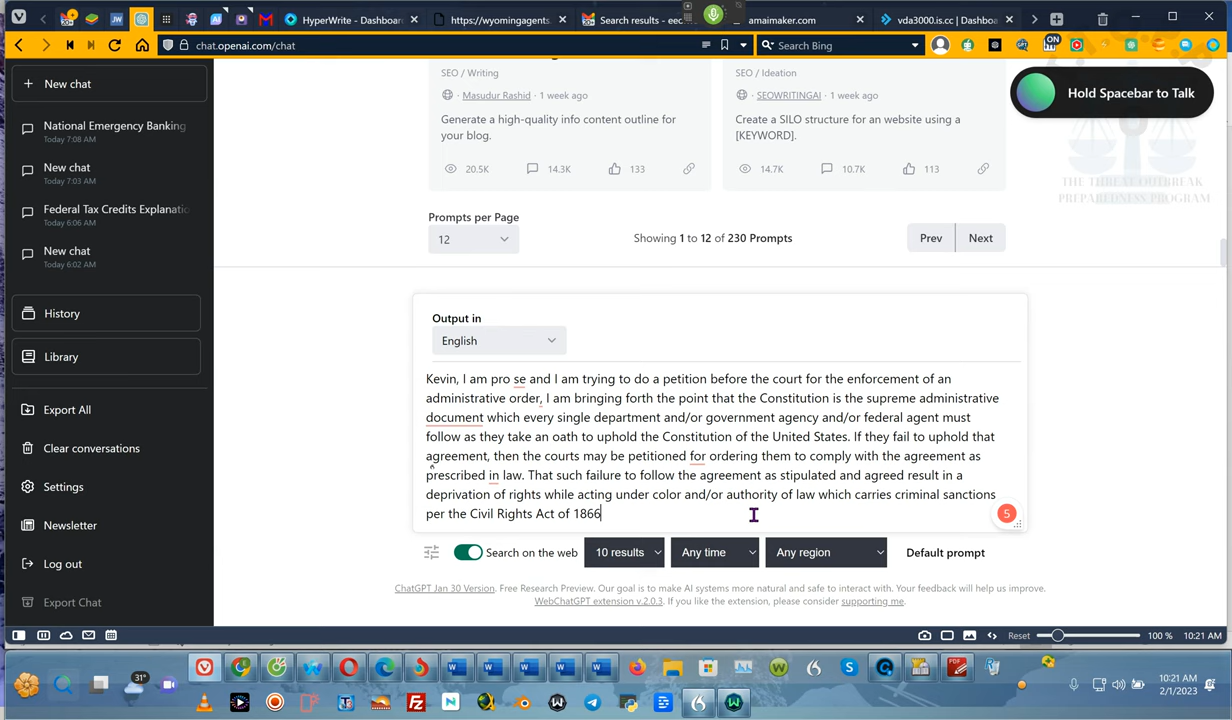 HyperWrite - Dashboard
https://wyomingagents.
Search results - eec
amaimaker.com
vda3000.is.cc | Dashboa
chat.openai.com/chat
Search Bing
ON
New chat
National Emergency Banking
Today 7:08 AM
New chat
Today 7:03 AM
Federal Tax Credits Explanatio
Today 6:06 AM
New chat
Today 6:02 AM
History
Library
Export All
Clear conversations
Settings
Newsletter
Log out
Export Chat
SEO / Writing
Masudur Rashid · 1 week ago
Generate a high-quality info content outline for
your blog.
20.5K 14.3K 133
SEO / Ideation
SEOWRITINGAI · 1 week ago
Create a SILO structure for an website using a
[KEYWORD].
14.7K 10.7K 113
Hold Spacebar to Talk
THE THREAT OUTBREAK
PREPAREDNESS PROGRAM
Prompts per Page
12
Showing 1 to 12 of 230 Prompts
Prev Next
Output in
English
Kevin, I am pro se and I am trying to do a petition before the court for the enforcement of an
administrative order, I am bringing forth the point that the Constitution is the supreme administrative
document which every single department and/or government agency and/or federal agent must
follow as they take an oath to uphold the Constitution of the United States. If they fail to uphold that
agreement, then the courts may be petitioned for ordering them to comply with the agreement as
prescribed in law. That such failure to follow the agreement as stipulated and agreed result in a
deprivation of rights while acting under color and/or authority of law which carries criminal sanctions
per the Civil Rights Act of 1866
5
Search on the web
10 results
Any time
Any region
Default prompt
ChatGPT Jan 30 Version. Free Research Preview. Our goal is to make AI systems more natural and safe to interact with. Your feedback will help us improve.
WebChatGPT extension v.2.0.3. If you like the extension, please consider supporting me.
Reset
100 %
10:21 AM
31°
10:21 AM
2/1/2023